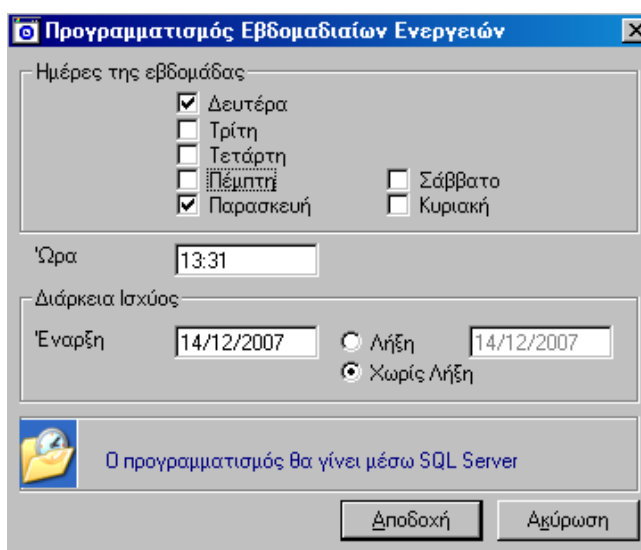 Προγραμματισμός Εβδομαδιαίων Ενεργειών
Ημέρες της εβδομάδας
Δευτέρα
Τρίτη
Τετάρτη
Πέμπτη Σάββατο
Παρασκευή Κυριακή
Ώρα 13:31
Διάρκεια Ισχύος
Έναρξη 14/12/2007 Λήξη 14/12/2007
Χωρίς Λήξη
Ο προγραμματισμός θα γίνει μέσω SQL Server
Αποδοχή Ακύρωση